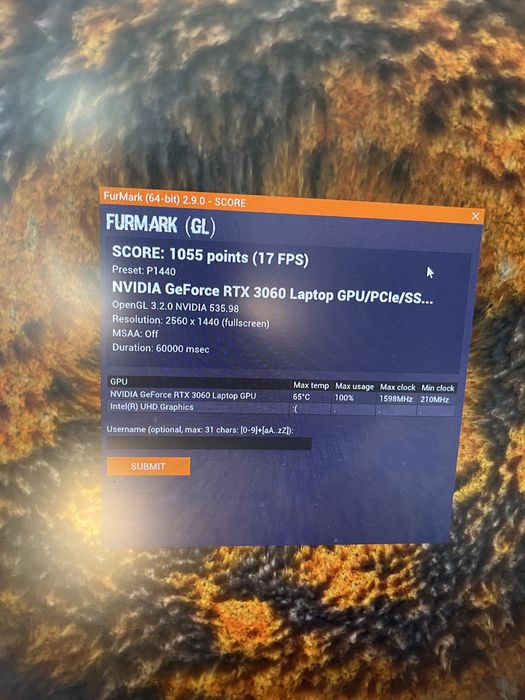 FurMark (64-bit) 2.9.0 - SCORE
FURMARK (GL)
SCORE: 1055 points (17 FPS)
Preset: P1440
NVIDIA GeForce RTX 3060 Laptop GPU/PCIe/SS...
OpenGL 3.2.0 NVIDIA 535.98
Resolution: 2560 x 1440 (fullscreen)
MSAA: Off
Duration: 60000 msec
GPU Max temp Max usage Max clock Min clock
NVIDIA GeForce RTX 3060 Laptop GPU 65°C 100% 1598MHz 210MHz
Intel(R) UHD Graphics :( . . .
Username (optional, max: 31 chars: [0-9]+[aA..zZ]):
SUBMIT